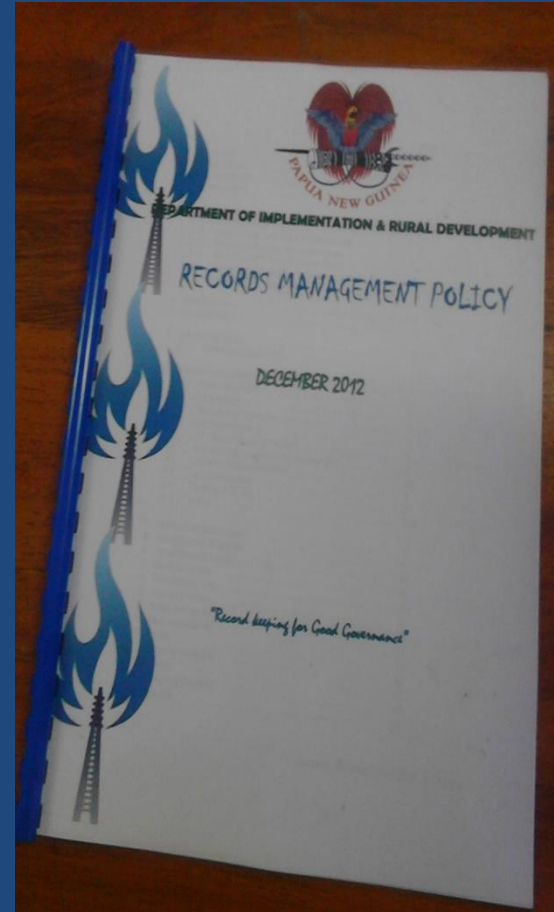 PAPUA NEW GUINEA
DEPARTMENT OF IMPLEMENTATION & RURAL DEVELOPMENT
RECORDS MANAGEMENT POLICY
DECEMBER 2012
"Record keeping for Good Governance"